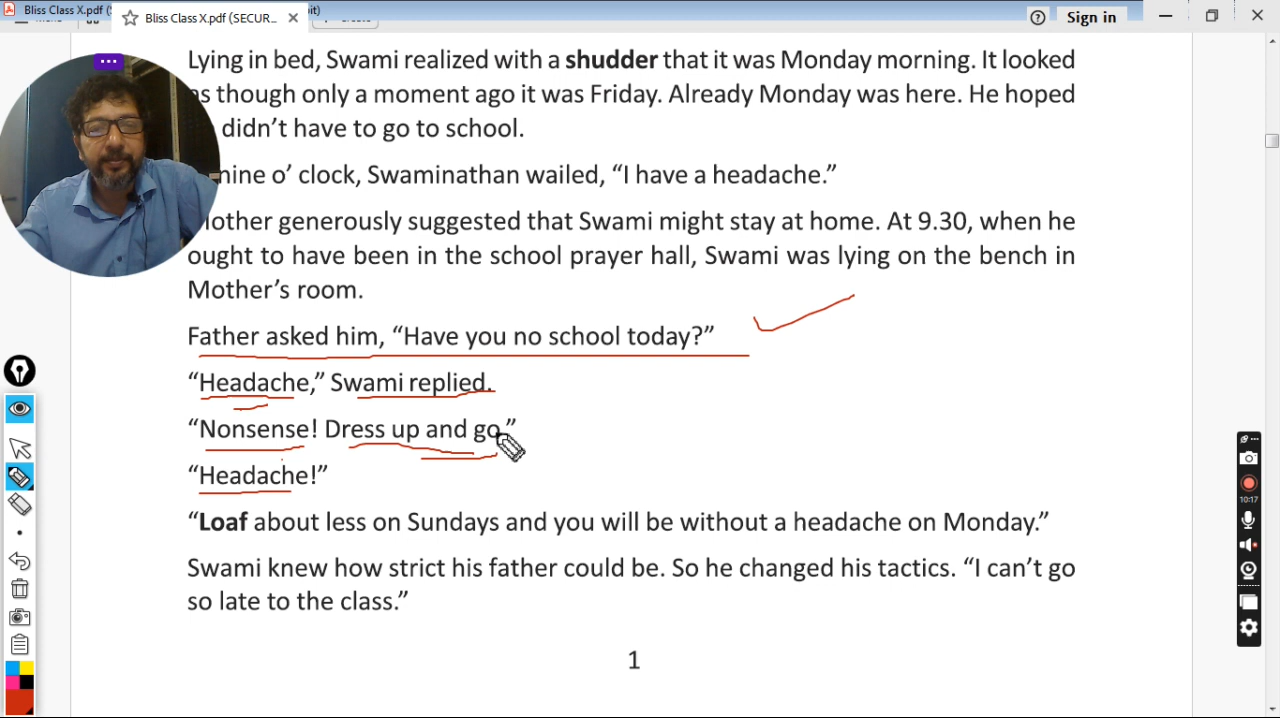 Bliss Class X.pdf (
bit)
Bliss Class X.pdf (SECUR...
Sign in
Lying in bed, Swami realized with a shudder that it was Monday morning. It looked
as though only a moment ago it was Friday. Already Monday was here. He hoped
didn’t have to go to school.
nine o’ clock, Swaminathan wailed, “I have a headache.”
Mother generously suggested that Swami might stay at home. At 9.30, when he
ought to have been in the school prayer hall, Swami was lying on the bench in
Mother’s room.
Father asked him, “Have you no school today?”
“Headache,” Swami replied.
“Nonsense! Dress up and go.”
“Headache!”
“Loaf about less on Sundays and you will be without a headache on Monday.”
Swami knew how strict his father could be. So he changed his tactics. “I can’t go
so late to the class.”
1
10:17